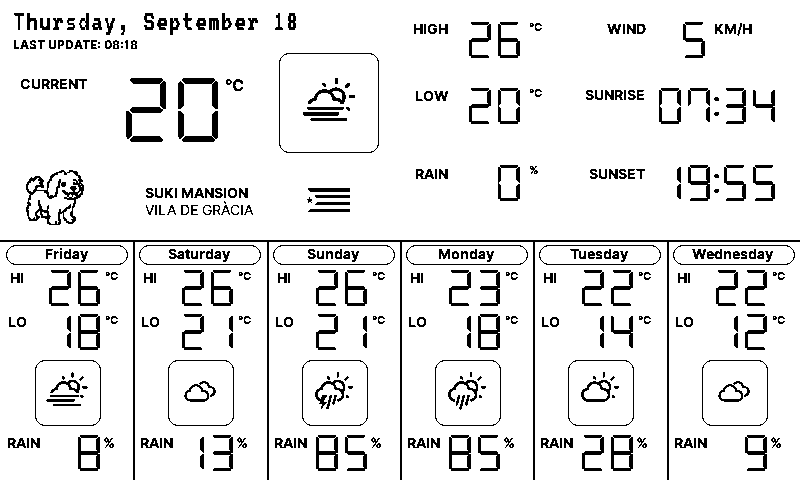 Thursday, September 18
LAST UPDATE: 08:18
CURRENT 20 °C
HIGH 26 °C
LOW 20 °C
RAIN 0 %
WIND 5 KM/H
SUNRISE 07:34
SUNSET 19:55
SUKI MANSION
VILA DE GRÀCIA
Friday
HI 26 °C
LO 18 °C
RAIN 8 %
Saturday
HI 26 °C
LO 21 °C
RAIN 13 %
Sunday
HI 26 °C
LO 21 °C
RAIN 85 %
Monday
HI 23 °C
LO 18 °C
RAIN 85 %
Tuesday
HI 22 °C
LO 14 °C
RAIN 28 %
Wednesday
HI 22 °C
LO 12 °C
RAIN 9 %